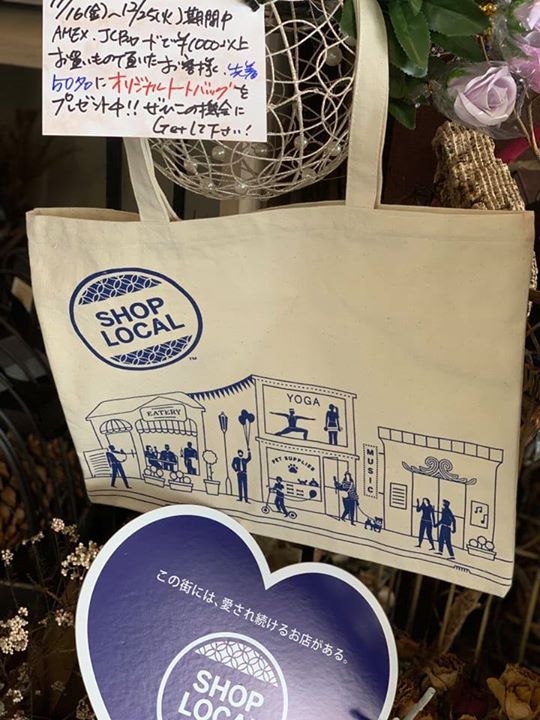 11/16(金)〜12/25(火)期間中
AMEX、JCBカードで¥1000以上
お買いもので頂いたお客様、先着
50名にオリジナルトートバッグを
プレゼント中!!ぜひこの機会に
Getして下さい!
SHOP
LOCAL
TM
EATERY
YOGA
PET SUPPLIES
MUSIC
この街には、愛され続けるお店がある。
SHOP
LOCAL